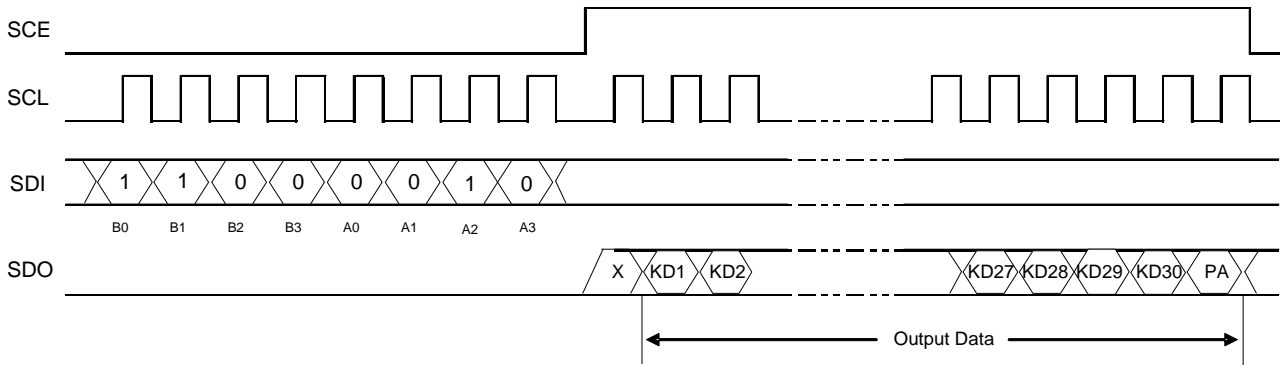 SCE
SCL
SDI 1 1 0 0 0 0 1 0
B0 B1 B2 B3 A0 A1 A2 A3
SDO X KD1 KD2 KD27 KD28 KD29 KD30 PA
Output Data